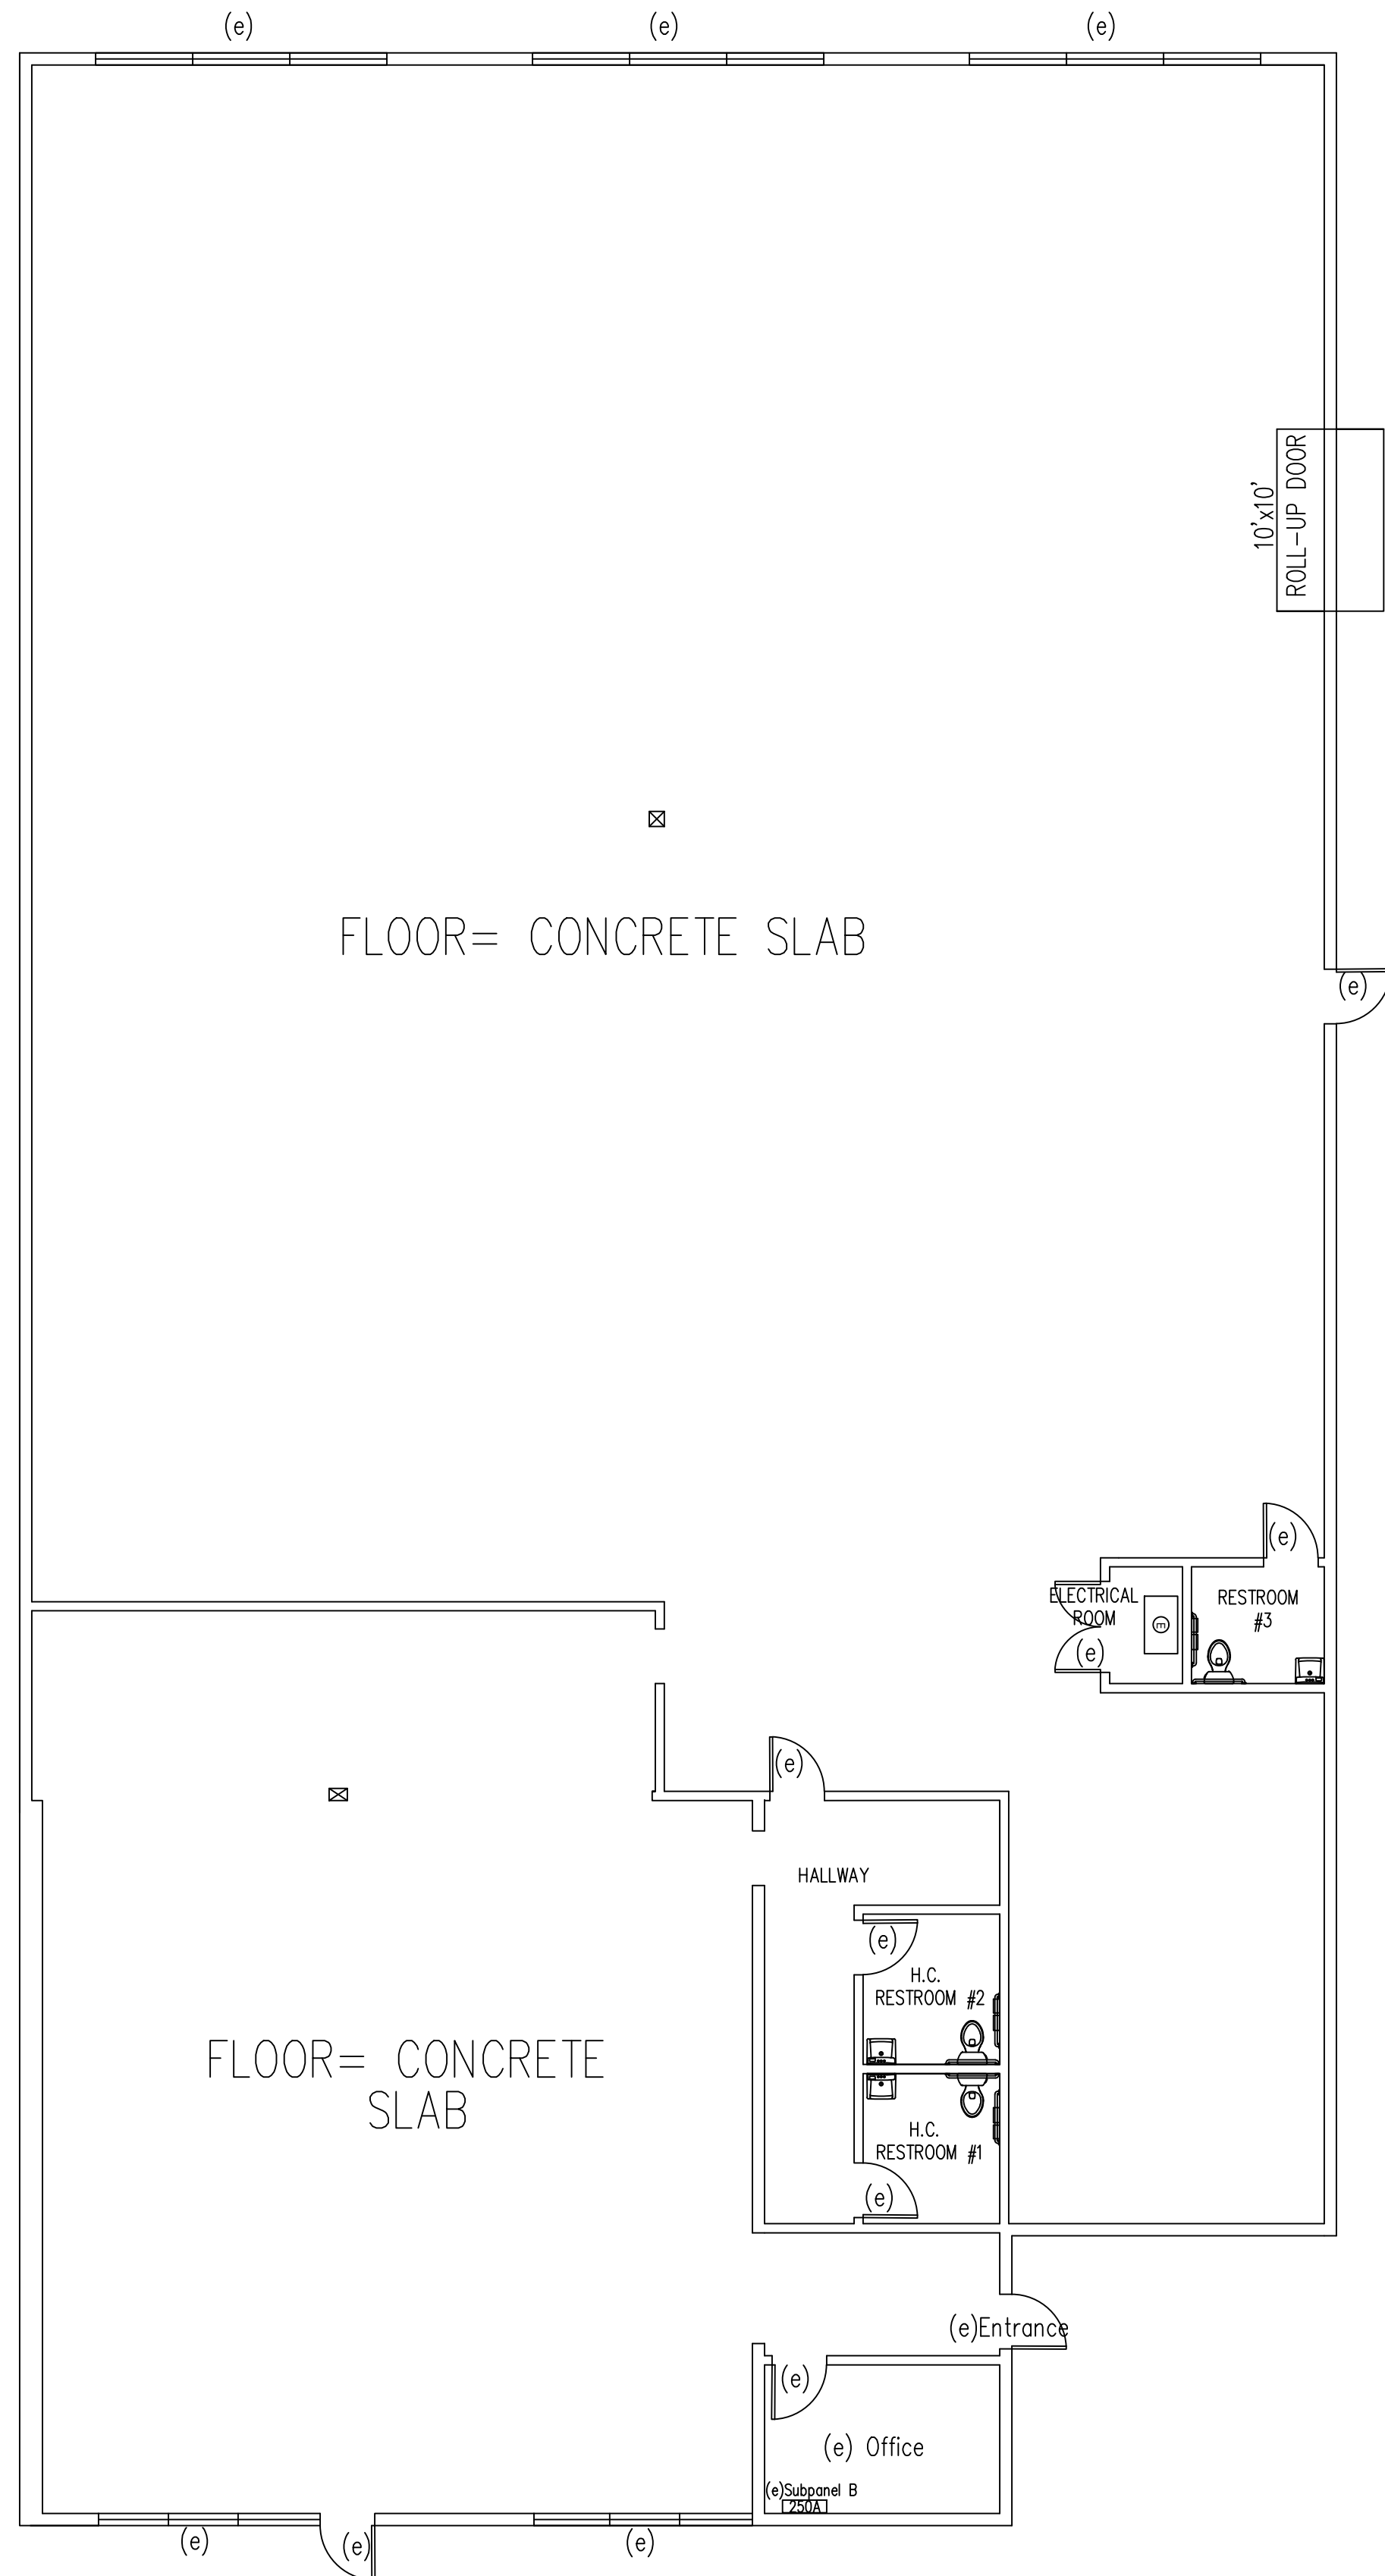 (e) (e) (e)
10'x10'
ROLL-UP DOOR
FLOOR= CONCRETE SLAB
(e)
(e)
ELECTRICAL
ROOM
RESTROOM
#3
E
(e)
(e)
HALLWAY
(e)
H.C.
RESTROOM #2
FLOOR= CONCRETE
SLAB
H.C.
RESTROOM #1
(e)
(e)Entrance
(e)
(e) Office
(e)Subpanel B
250A
(e) (e) (e)